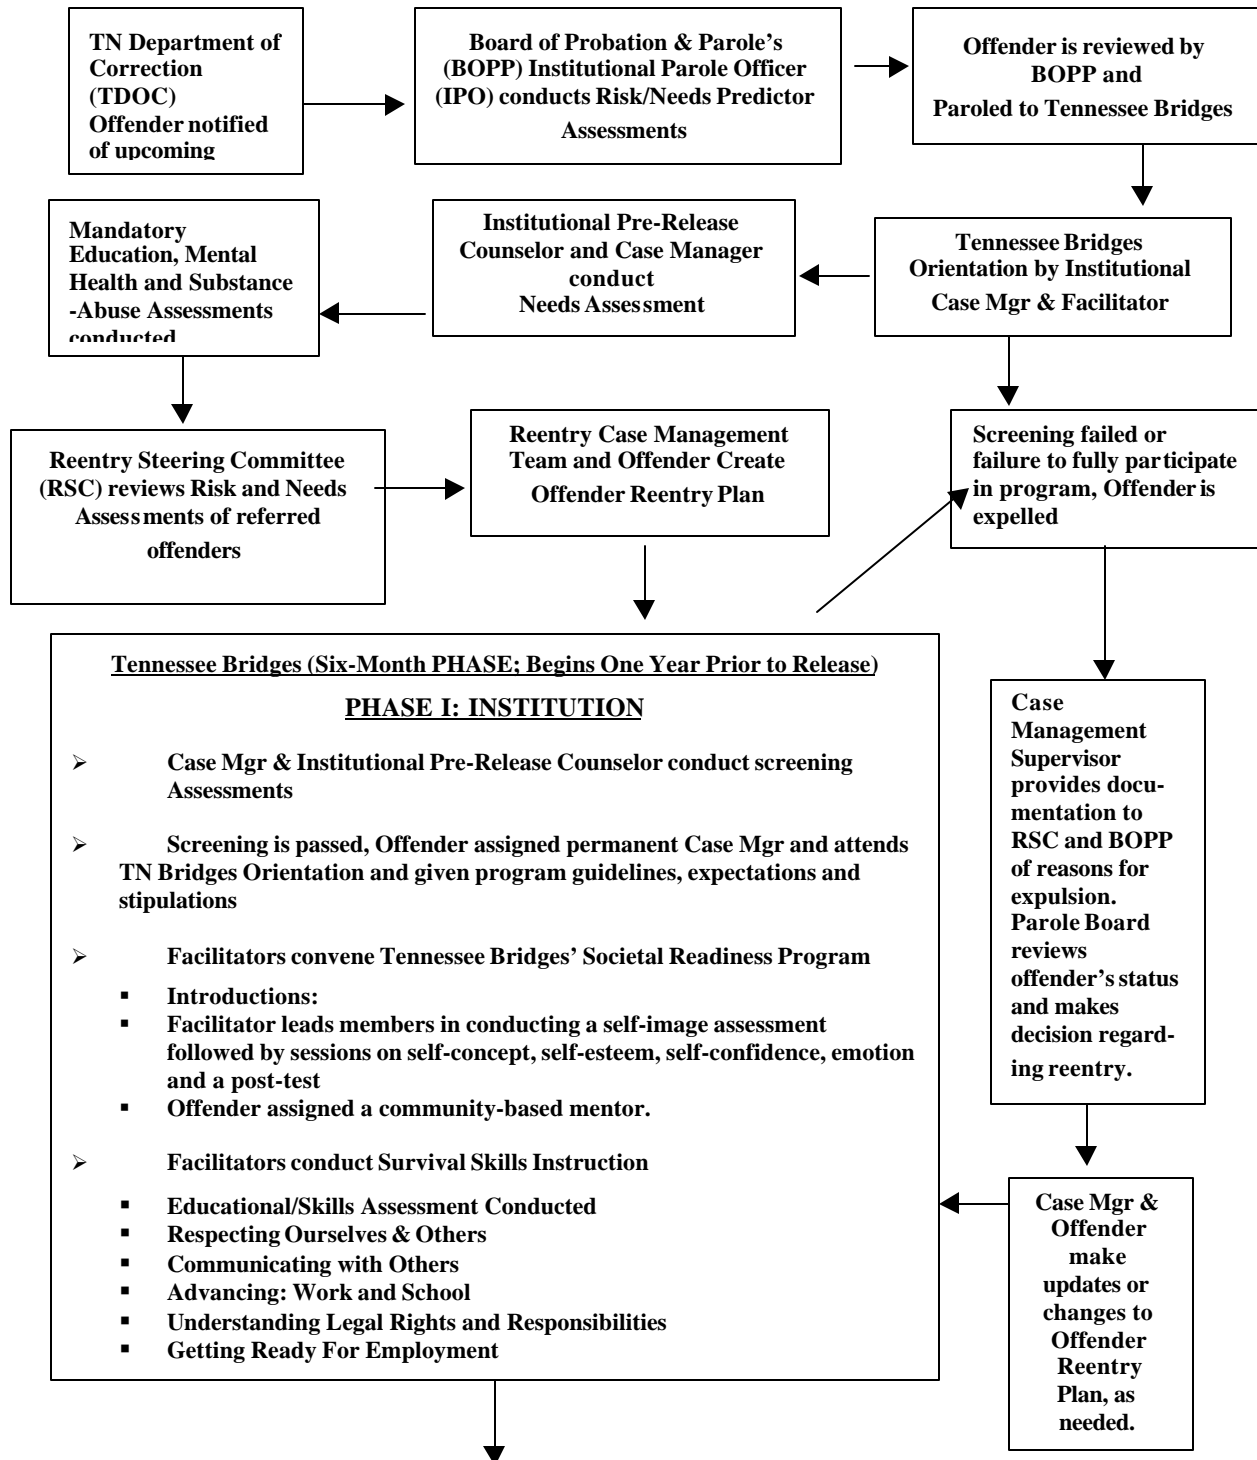 TN Department of
Correction
(TDOC)
Offender notified
of upcoming
Board of Probation & Parole’s
(BOPP) Institutional Parole Officer
(IPO) conducts Risk/Needs Predictor
Assessments
Offender is reviewed by
BOPP and
Paroled to Tennessee Bridges
Mandatory
Education, Mental
Health and Substance
-Abuse Assessments
conducted
Institutional Pre-Release
Counselor and Case Manager
conduct
Needs Assessment
Tennessee Bridges
Orientation by Institutional
Case Mgr & Facilitator
Reentry Steering Committee
(RSC) reviews Risk and Needs
Assessments of referred
offenders
Reentry Case Management
Team and Offender Create
Offender Reentry Plan
Screening failed or
failure to fully participate
in program, Offender is
expelled
Tennessee Bridges (Six-Month PHASE; Begins One Year Prior to Release)
PHASE I: INSTITUTION
➢ Case Mgr & Institutional Pre-Release Counselor conduct screening
Assessments
➢ Screening is passed, Offender assigned permanent Case Mgr and attends
TN Bridges Orientation and given program guidelines, expectations and
stipulations
➢ Facilitators convene Tennessee Bridges’ Societal Readiness Program
▪ Introductions:
▪ Facilitator leads members in conducting a self-image assessment
followed by sessions on self-concept, self-esteem, self-confidence, emotion
and a post-test
▪ Offender assigned a community-based mentor.
➢ Facilitators conduct Survival Skills Instruction
▪ Educational/Skills Assessment Conducted
▪ Respecting Ourselves & Others
▪ Communicating with Others
▪ Advancing: Work and School
▪ Understanding Legal Rights and Responsibilities
▪ Getting Ready For Employment
Case
Management
Supervisor
provides docu-
mentation to
RSC and BOPP
of reasons for
expulsion.
Parole Board
reviews
offender’s status
and makes
decision regard-
ing reentry.
Case Mgr &
Offender
make
updates or
changes to
Offender
Reentry
Plan, as
needed.